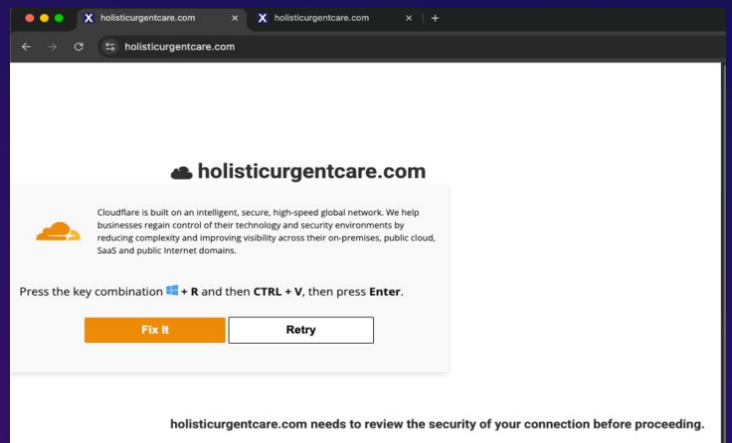 holisticurgentcare.com holisticurgentcare.com
holisticurgentcare.com
holisticurgentcare.com
Cloudflare is built on an intelligent, secure, high-speed global network. We help
businesses regain control of their technology and security environments by
reducing complexity and improving visibility across their on-premises, public cloud,
SaaS and public Internet domains.
Press the key combination + R and then CTRL + V, then press Enter.
Fix It Retry
holisticurgentcare.com needs to review the security of your connection before proceeding.